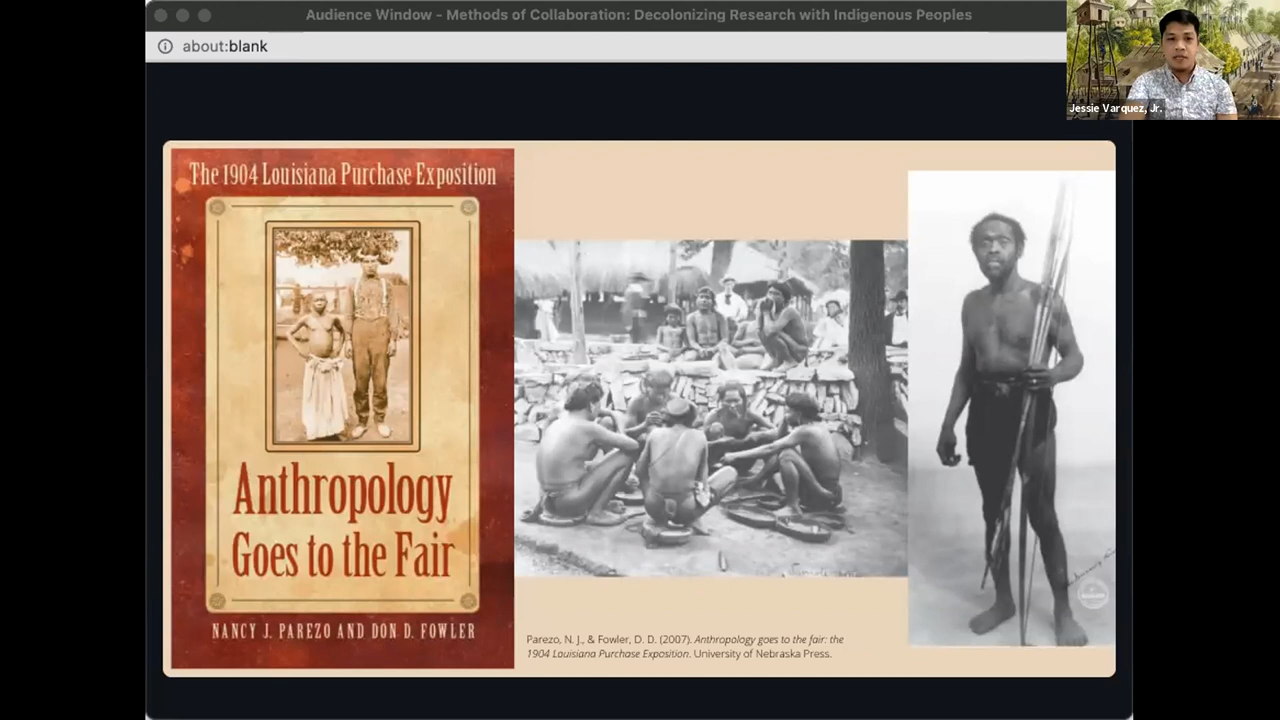 Audience Window - Methods of Collaboration: Decolonizing Research with Indigenous Peoples
about:blank
Jessie Varquez, Jr.
The 1904 Louisiana Purchase Exposition
Anthropology
Goes to the Fair
NANCY J. PAREZO AND DON D. FOWLER
Parezo, N. J., & Fowler, D. D. (2007). Anthropology goes to the fair: the
1904 Louisiana Purchase Exposition. University of Nebraska Press.